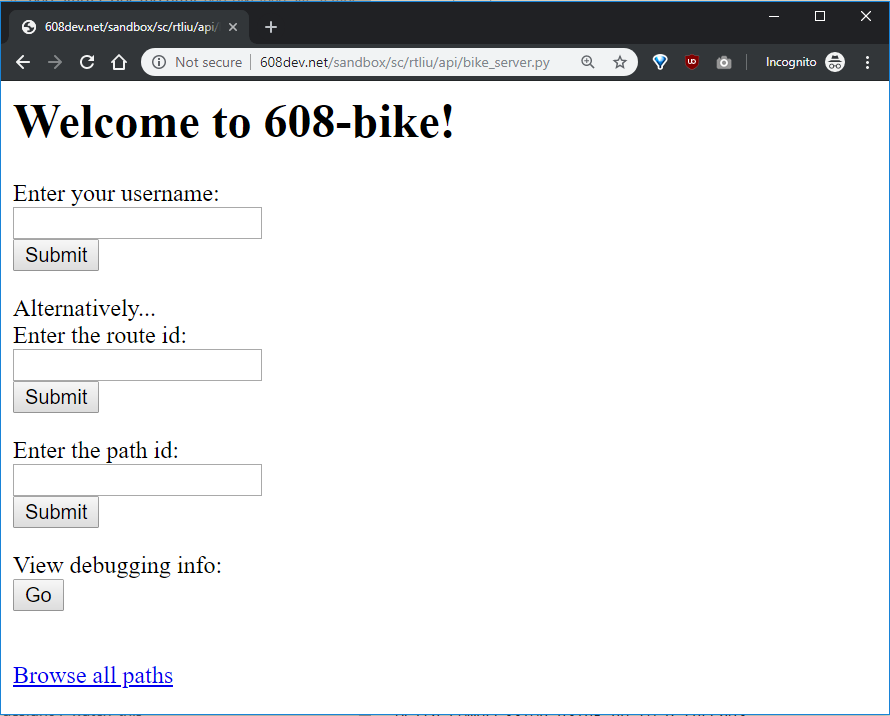 608dev.net/sandbox/sc/rtliu/api/
Not secure 608dev.net/sandbox/sc/rtliu/api/bike_server.py Incognito
Welcome to 608-bike!
Enter your username:
Submit
Alternatively...
Enter the route id:
Submit
Enter the path id:
Submit
View debugging info:
Go
Browse all paths